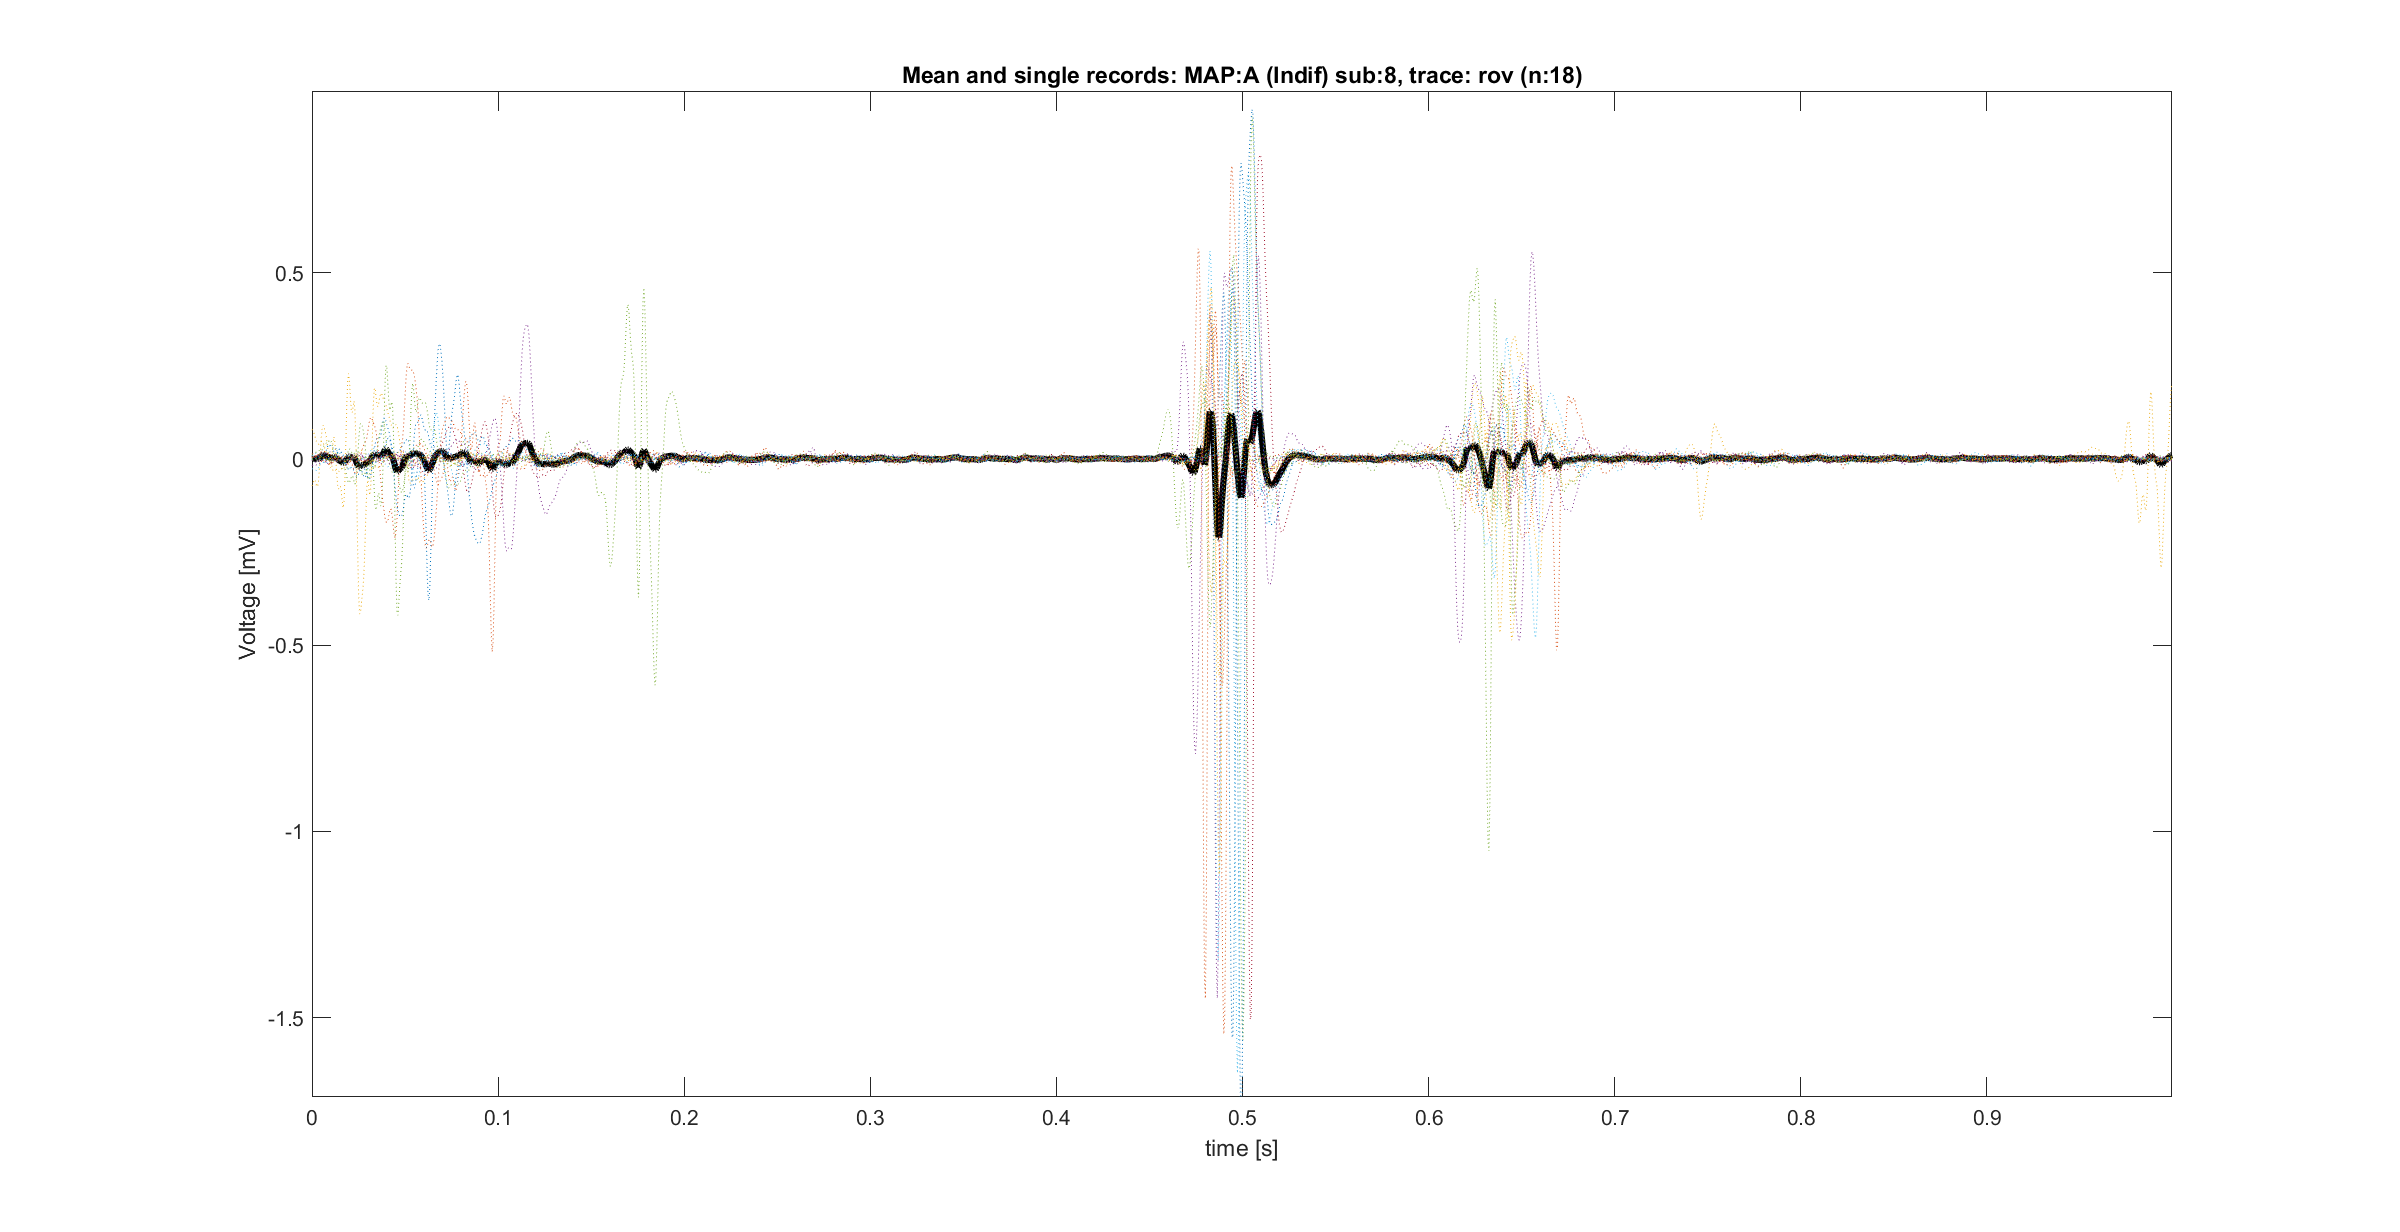 Mean and single records: MAP:A (Indif) sub:8, trace: rov (n:18)
Voltage [mV]
0.5
0
-0.5
-1
-1.5
0 0.1 0.2 0.3 0.4 0.5 0.6 0.7 0.8 0.9
time [s]